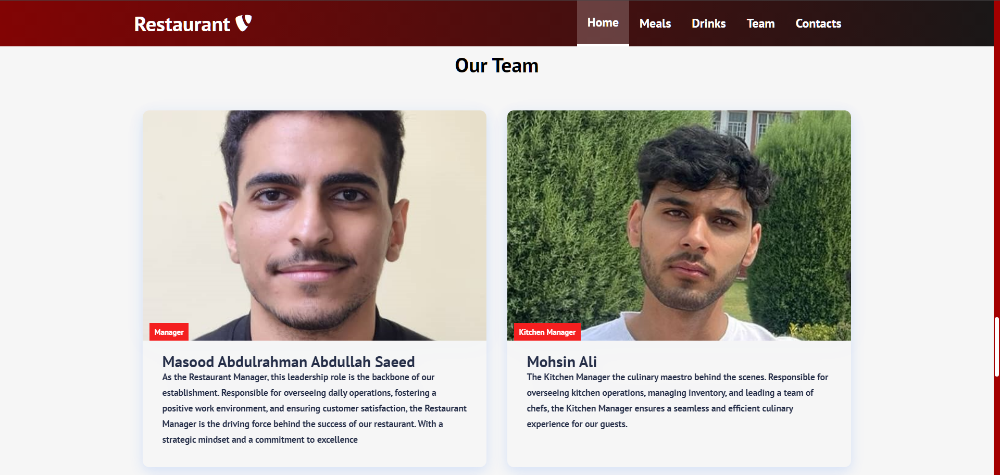 Restaurant
Home Meals Drinks Team Contacts
Our Team
Manager
Masood Abdulrahman Abdullah Saeed
As the Restaurant Manager, this leadership role is the backbone of our
establishment. Responsible for overseeing daily operations, fostering a
positive work environment, and ensuring customer satisfaction, the Restaurant
Manager is the driving force behind the success of our restaurant. With a
strategic mindset and a commitment to excellence
Kitchen Manager
Mohsin Ali
The Kitchen Manager the culinary maestro behind the scenes. Responsible for
overseeing kitchen operations, managing inventory, and leading a team of
chefs, the Kitchen Manager ensures a seamless and efficient culinary
experience for our guests.